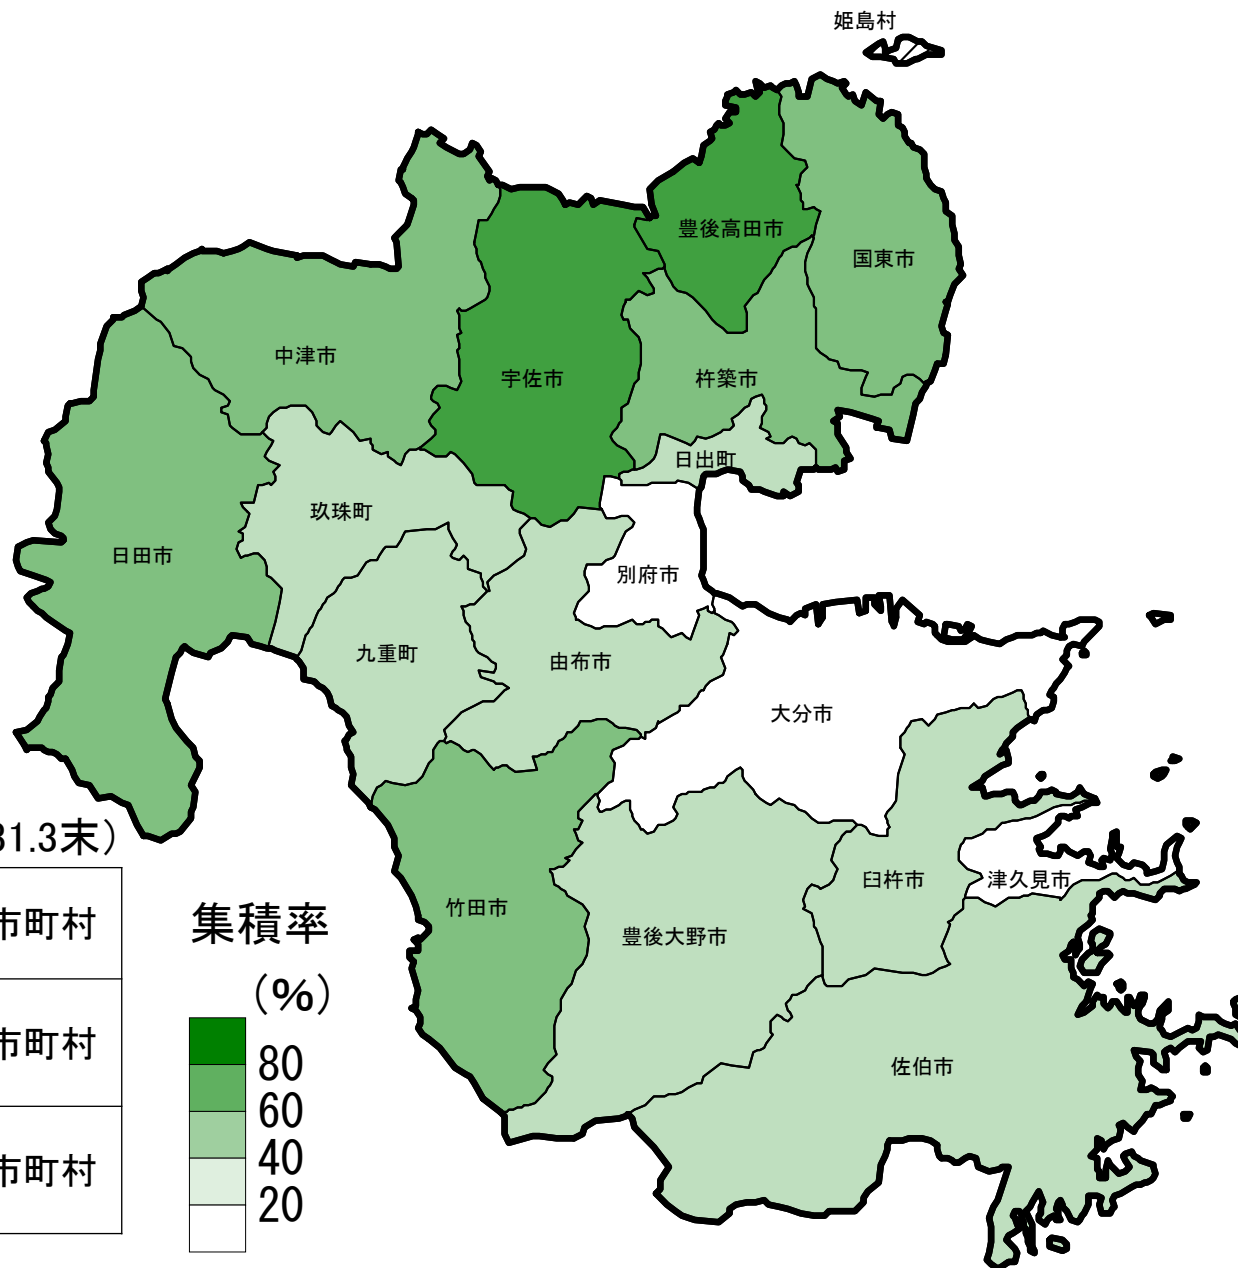 姫島村
豊後高田市
国東市
中津市
宇佐市
杵築市
日出町
玖珠町
日田市
別府市
九重町
由布市
大分市
竹田市
豊後大野市
臼杵市
津久見市
佐伯市
31.3末)
市町村
市町村
市町村
集積率
(%)
80
60
40
20